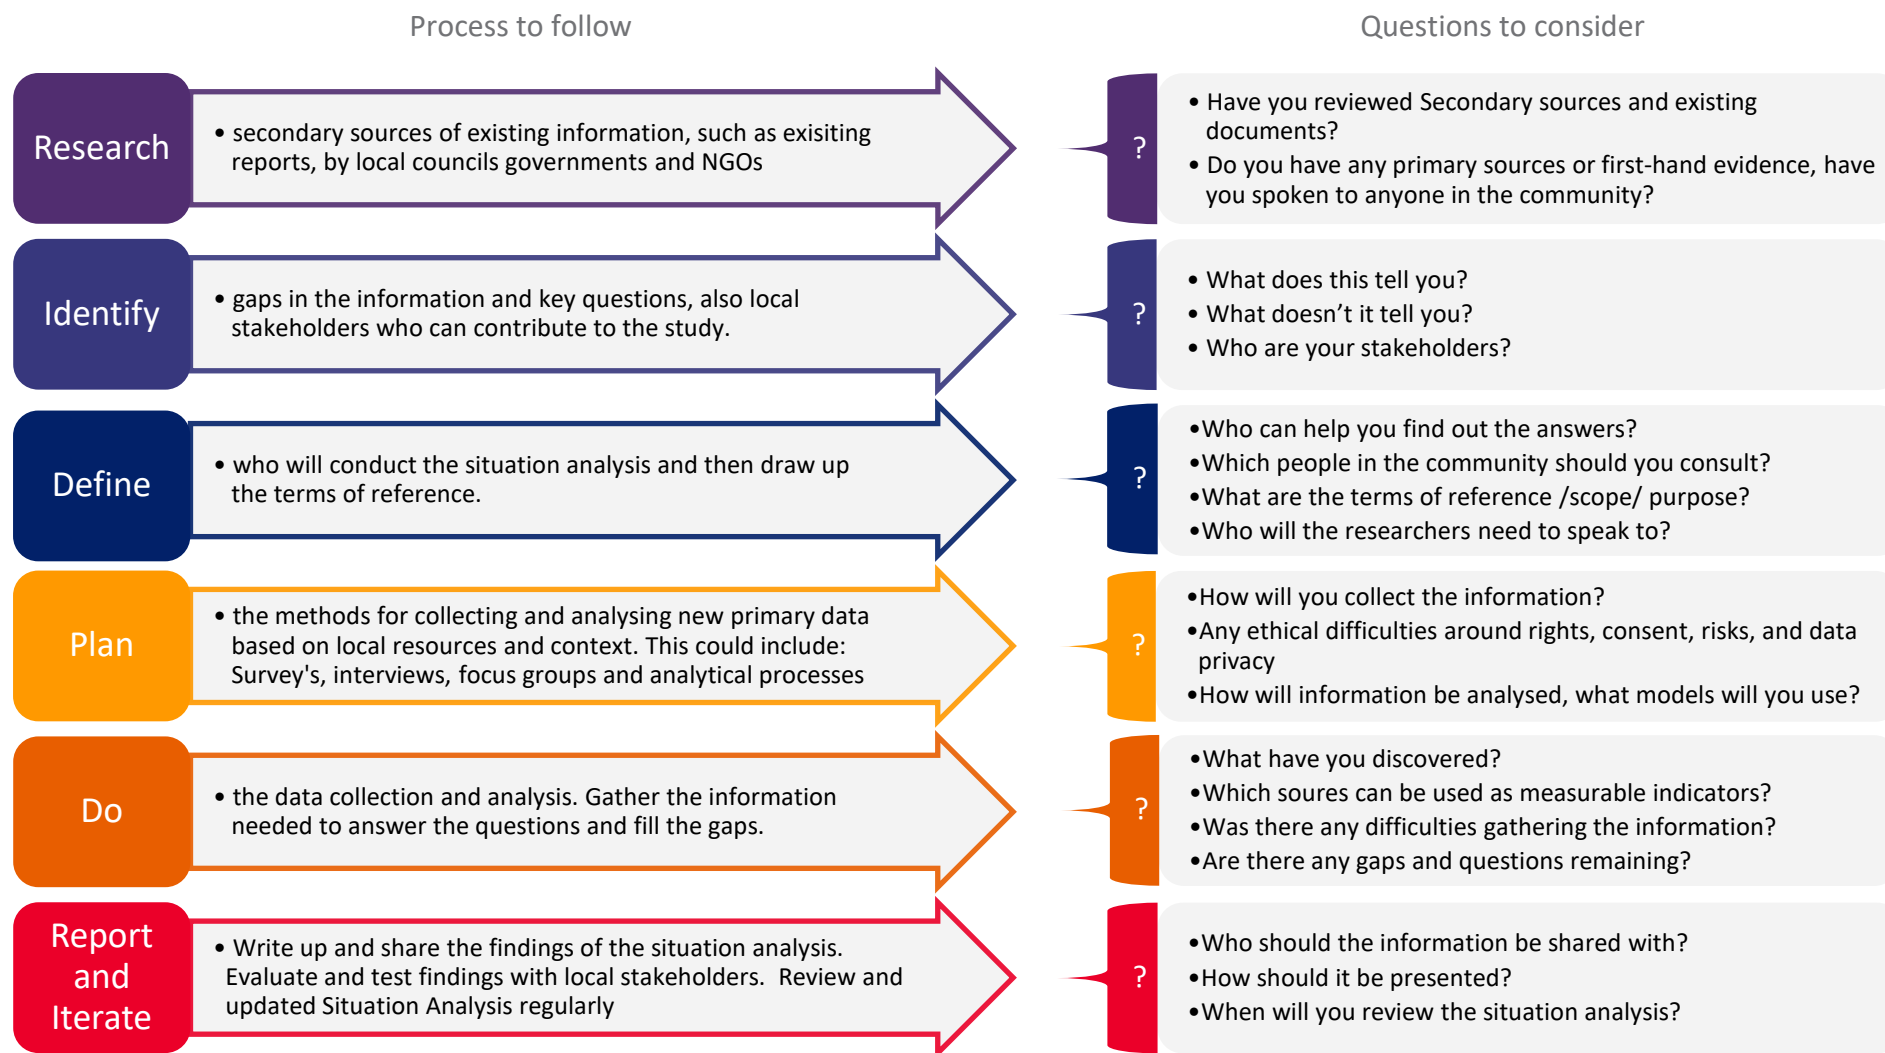 Process to follow
Questions to consider
Research
• secondary sources of existing information, such as exisiting
reports, by local councils governments and NGOs
?
• Have you reviewed Secondary sources and existing
documents?
• Do you have any primary sources or first-hand evidence, have
you spoken to anyone in the community?
Identify
• gaps in the information and key questions, also local
stakeholders who can contribute to the study.
?
• What does this tell you?
• What doesn’t it tell you?
• Who are your stakeholders?
Define
• who will conduct the situation analysis and then draw up
the terms of reference.
?
•Who can help you find out the answers?
•Which people in the community should you consult?
•What are the terms of reference /scope/ purpose?
•Who will the researchers need to speak to?
Plan
• the methods for collecting and analysing new primary data
based on local resources and context. This could include:
Survey's, interviews, focus groups and analytical processes
?
•How will you collect the information?
•Any ethical difficulties around rights, consent, risks, and data
privacy
•How will information be analysed, what models will you use?
Do
• the data collection and analysis. Gather the information
needed to answer the questions and fill the gaps.
?
•What have you discovered?
•Which soures can be used as measurable indicators?
•Was there any difficulties gathering the information?
•Are there any gaps and questions remaining?
Report
and
Iterate
• Write up and share the findings of the situation analysis.
Evaluate and test findings with local stakeholders.  Review and
updated Situation Analysis regularly
?
•Who should the information be shared with?
•How should it be presented?
•When will you review the situation analysis?